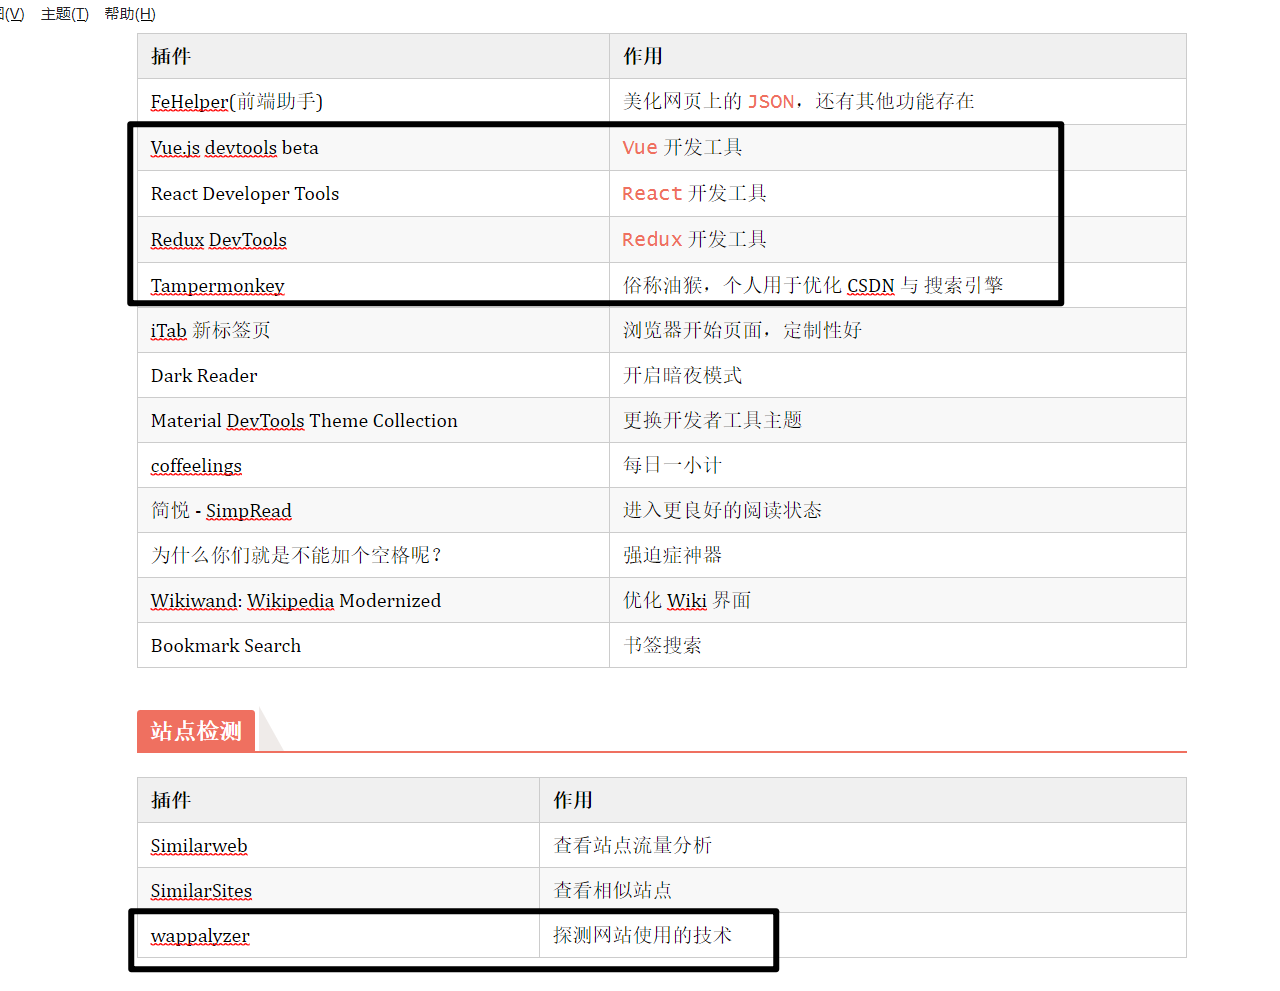 图(V) 主题(T) 帮助(H)
插件 作用
FeHelper(前端助手) 美化网页上的 JSON，还有其他功能存在
Vue.js devtools beta Vue 开发工具
React Developer Tools React 开发工具
Redux DevTools Redux 开发工具
Tampermonkey 俗称油猴，个人用于优化 CSDN 与 搜索引擎
iTab 新标签页 浏览器开始页面，定制性好
Dark Reader 开启暗夜模式
Material DevTools Theme Collection 更换开发者工具主题
coffeelings 每日一小计
简悦 - SimpRead 进入更良好的阅读状态
为什么你们就是不能加个空格呢？ 强迫症神器
Wikiwand: Wikipedia Modernized 优化 Wiki 界面
Bookmark Search 书签搜索
站点检测
插件 作用
Similarweb 查看站点流量分析
SimilarSites 查看相似站点
wappalyzer 探测网站使用的技术